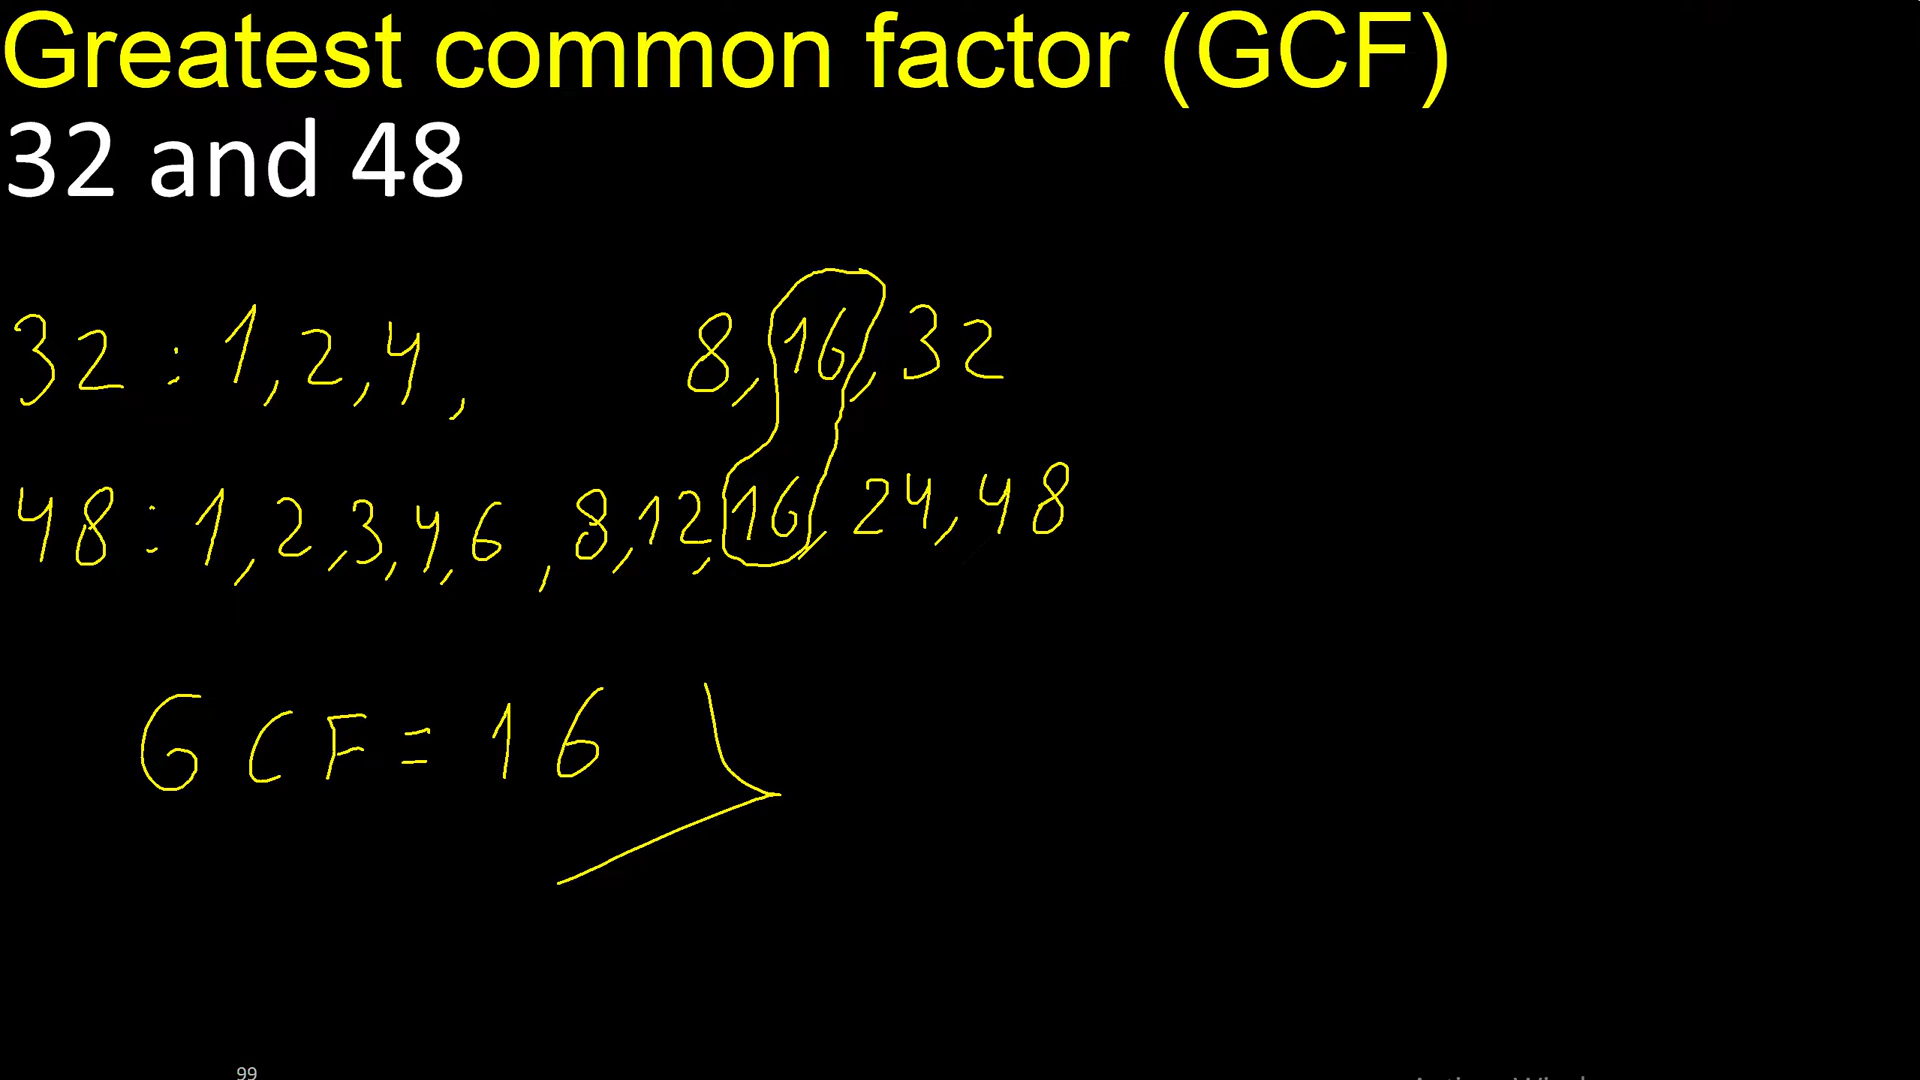 Greatest common factor (GCF)
32 and 48
32 : 1, 2, 4, 8, 16, 32
48 : 1, 2, 3, 4, 6, 8, 12, 16, 24, 48
GCF = 16
99